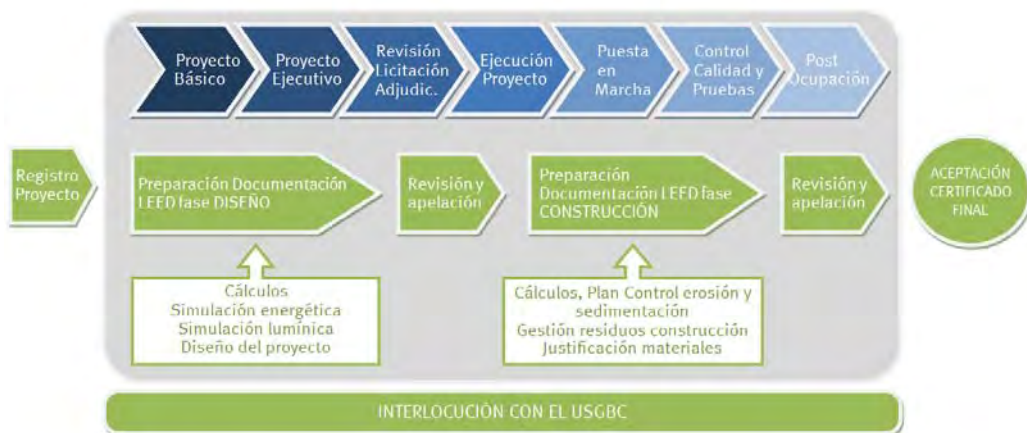 Proyecto
Básico
Proyecto
Ejecutivo
Revisión
Licitación
Adjudic.
Ejecución
Proyecto
Puesta
en
Marcha
Control
Calidad y
Pruebas
Post
Ocupación
Registro
Proyecto
Preparación Documentación
LEED fase DISEÑO
Revisión y
apelación
Preparación
Documentación LEED fase
CONSTRUCCIÓN
Revisión y
apelación
ACEPTACIÓN
CERTIFICADO
FINAL
Cálculos
Simulación energética
Simulación lumínica
Diseño del proyecto
Cálculos, Plan Control erosión y
sedimentación
Gestión residuos construcción
Justificación materiales
INTERLOCUCIÓN CON EL USGBC